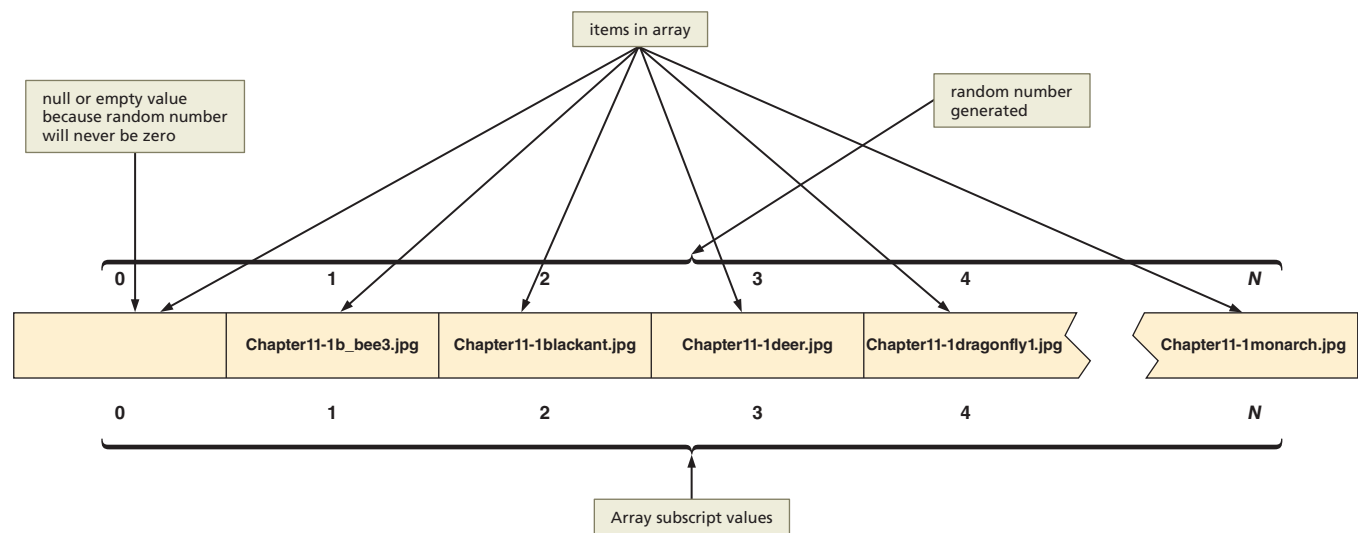 items in array
null or empty value
because random number
will never be zero
random number
generated
0 1 2 3 4 N
Chapter11-1b_bee3.jpg Chapter11-1blackant.jpg Chapter11-1deer.jpg Chapter11-1dragonfly1.jpg Chapter11-1monarch.jpg
0 1 2 3 4 N
Array subscript values